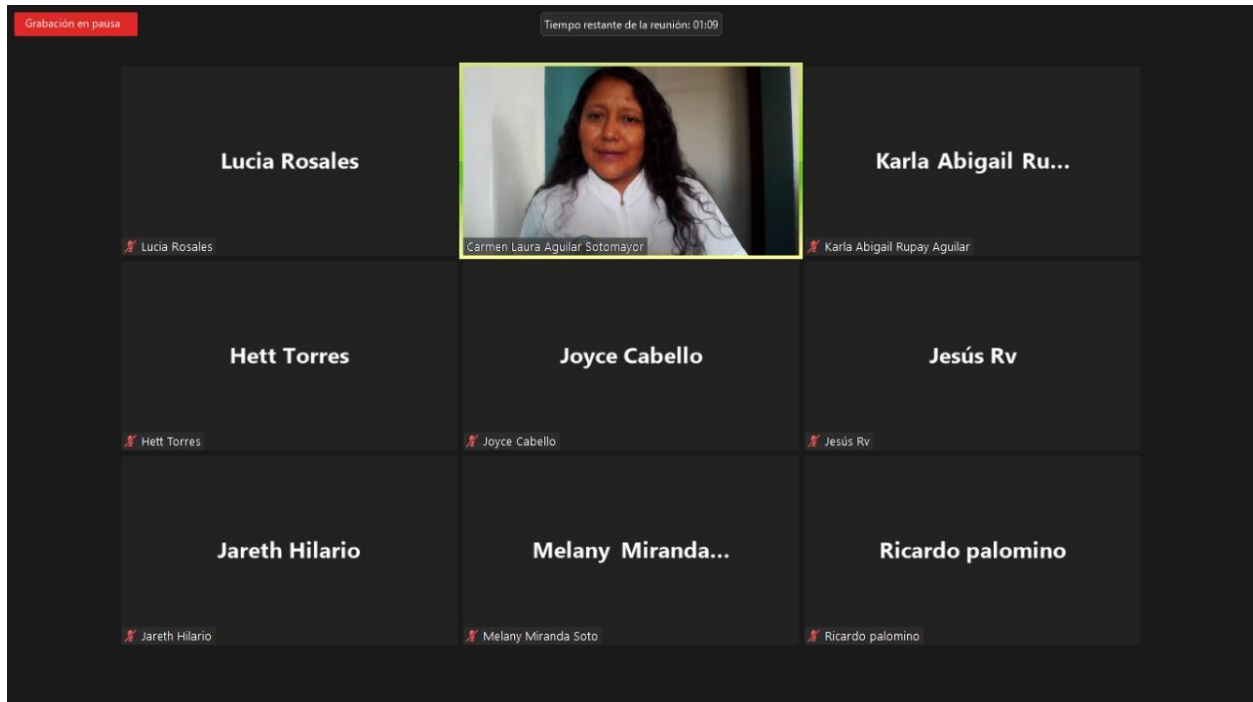 Grabación en pausa
Tiempo restante de la reunión: 01:09
Lucia Rosales
Lucia Rosales
Carmen Laura Aguilar Sotomayor
Karla Abigail Ru...
Karla Abigail Rupay Aguilar
Hett Torres
Hett Torres
Joyce Cabello
Joyce Cabello
Jesús Rv
Jesús Rv
Jareth Hilario
Jareth Hilario
Melany Miranda...
Melany Miranda Soto
Ricardo palomino
Ricardo palomino